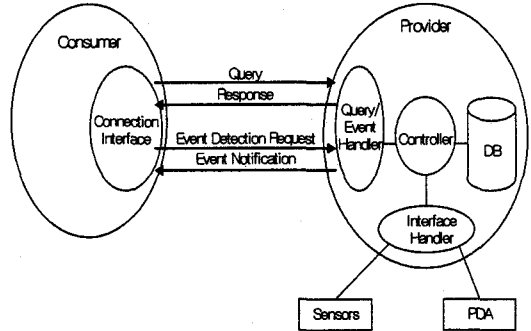 Consumer
Provider
Query
Response
Connection
Interface
Event Detection Request
Event Notification
Query/
Event
Handler
Controller
DB
Interface
Handler
Sensors
PDA